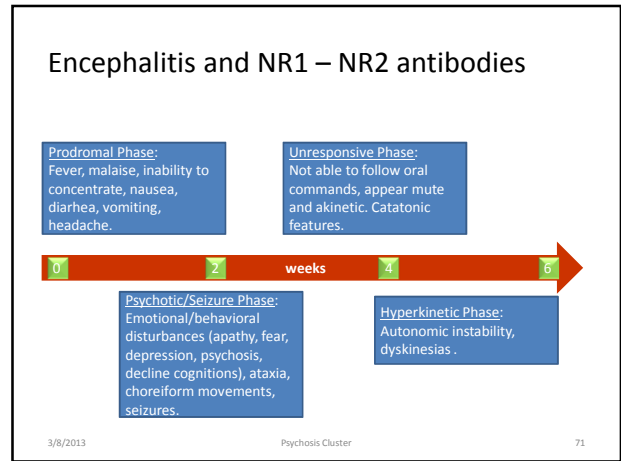 Encephalitis and NR1 – NR2 antibodies
Prodromal Phase:
Fever, malaise, inability to
concentrate, nausea,
diarhea, vomiting,
headache.
Unresponsive Phase:
Not able to follow oral
commands, appear mute
and akinetic. Catatonic
features.
0 2 weeks 4 6
Psychotic/Seizure Phase:
Emotional/behavioral
disturbances (apathy, fear,
depression, psychosis,
decline cognitions), ataxia,
choreiform movements,
seizures.
Hyperkinetic Phase:
Autonomic instability,
dyskinesias .
3/8/2013 Psychosis Cluster 71